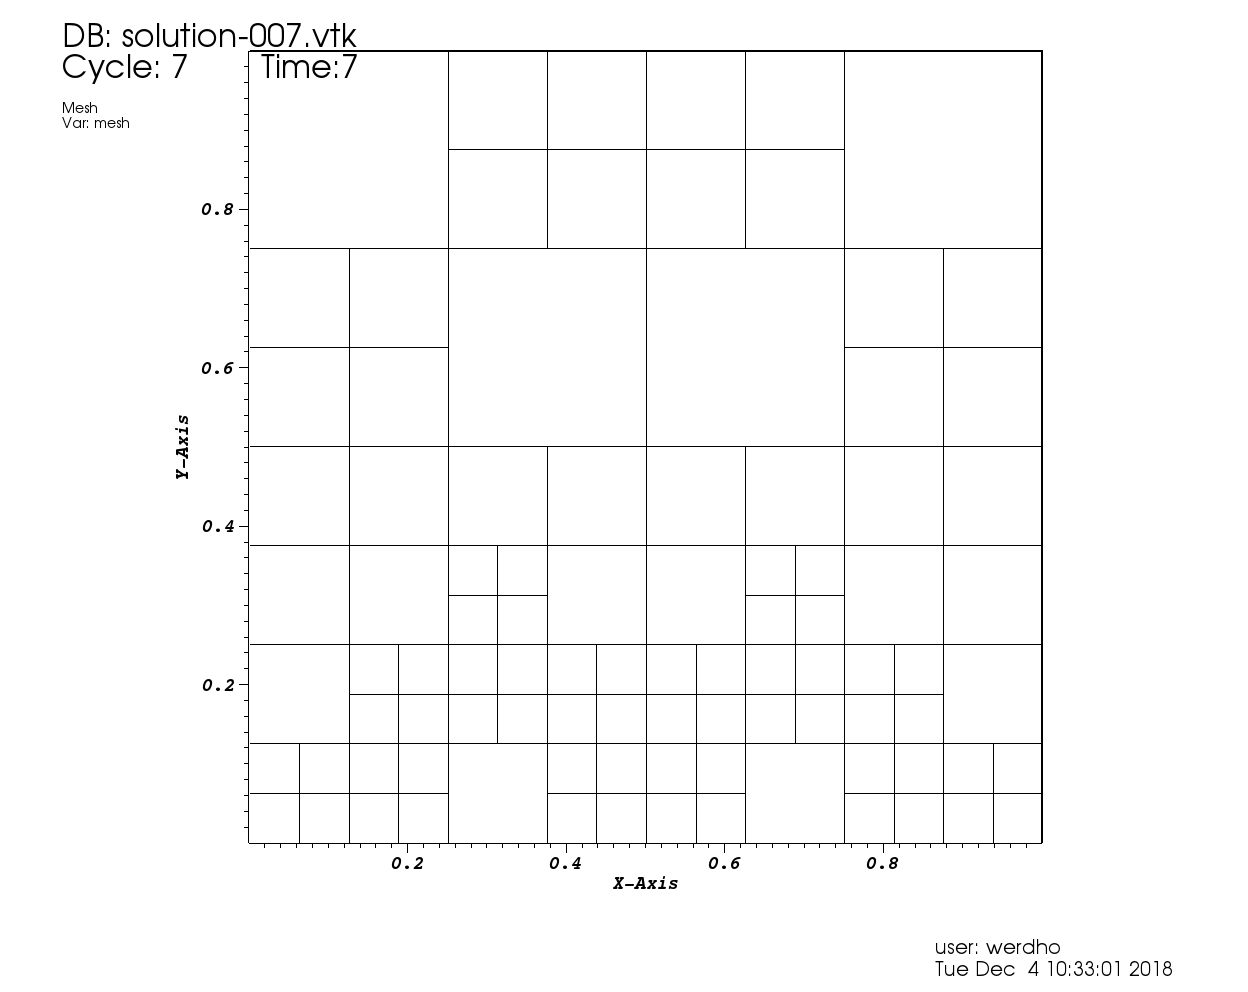 DB: solution-007.vtk
Cycle: 7 Time:7
Mesh
Var: mesh
0.8
0.6
0.4
0.2
Y-Axis
0.2 0.4 0.6 0.8
X-Axis
user: werdho
Tue Dec 4 10:33:01 2018